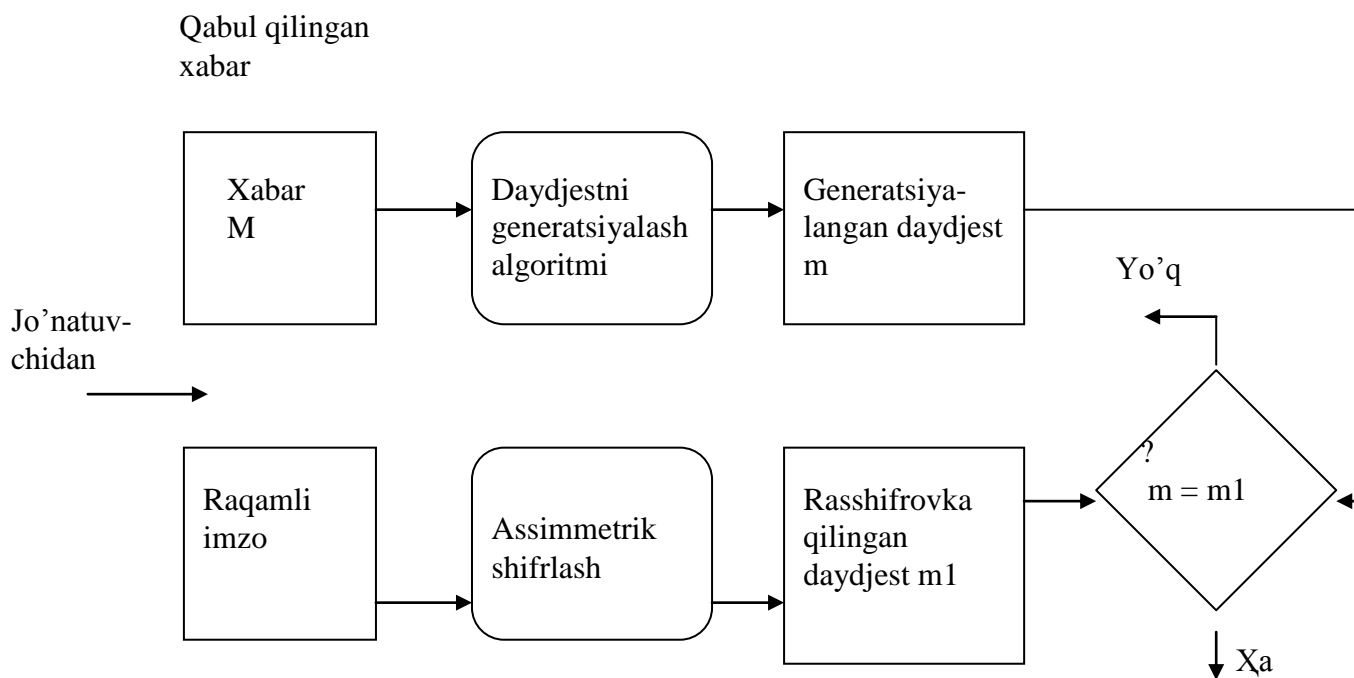 Qabul qilingan
xabar
Xabar
M
Daydjestni
generatsiyalash
algoritmi
Generatsiya-
langan daydjest
m
Yo’q
Jo’natuv-
chidan
Raqamli
imzo
Assimmetrik
shifrlash
Rasshifrovka
qilingan
daydjest m1
?
m = m1
Ҳa